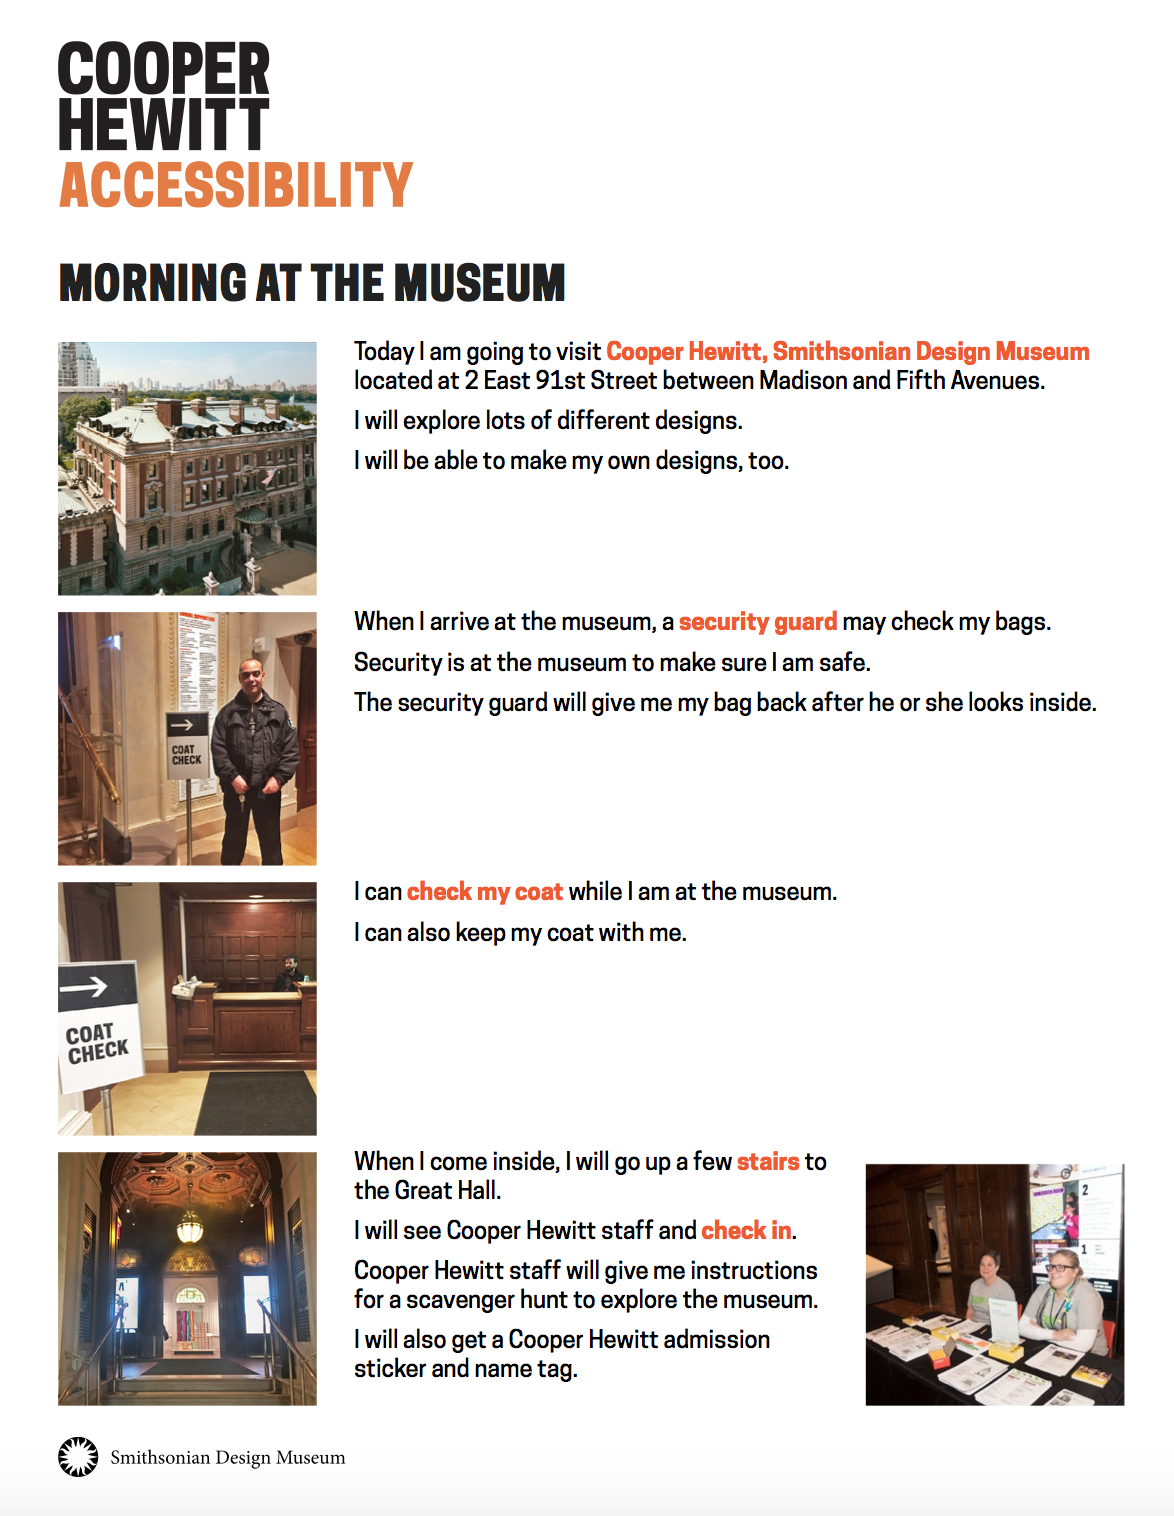 COOPER
HEWITT
ACCESSIBILITY
MORNING AT THE MUSEUM
Today I am going to visit Cooper Hewitt, Smithsonian Design Museum
located at 2 East 91st Street between Madison and Fifth Avenues.
I will explore lots of different designs.
I will be able to make my own designs, too.
When I arrive at the museum, a security guard may check my bags.
Security is at the museum to make sure I am safe.
The security guard will give me my bag back after he or she looks inside.
COAT
CHECK
I can check my coat while I am at the museum.
I can also keep my coat with me.
COAT
CHECK
When I come inside, I will go up a few stairs to
the Great Hall.
I will see Cooper Hewitt staff and check in.
Cooper Hewitt staff will give me instructions
for a scavenger hunt to explore the museum.
I will also get a Cooper Hewitt admission
sticker and name tag.
2
1
Smithsonian Design Museum